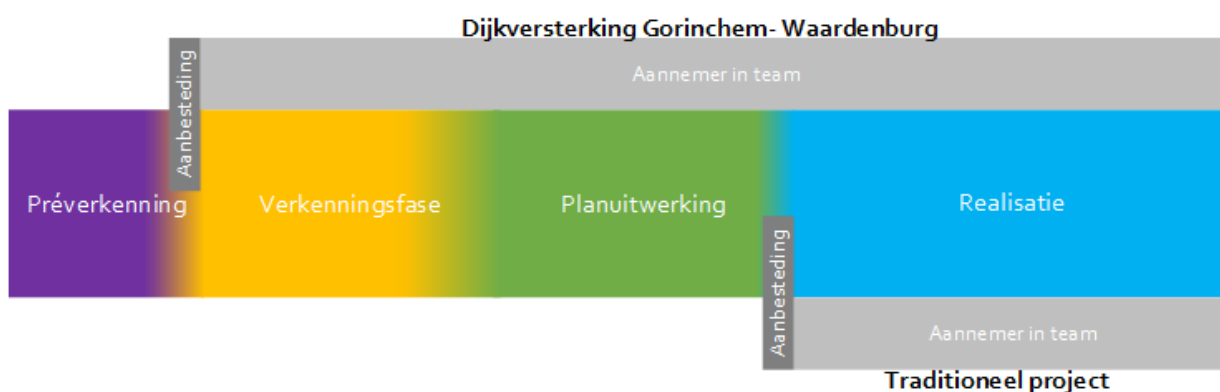 Dijkversterking Gorinchem- Waardenburg
Aanbesteding
Aannemer in team
Préverkenning
Verkenningsfase
Planuitwerking
Realisatie
Aanbesteding
Aannemer in team
Traditioneel project